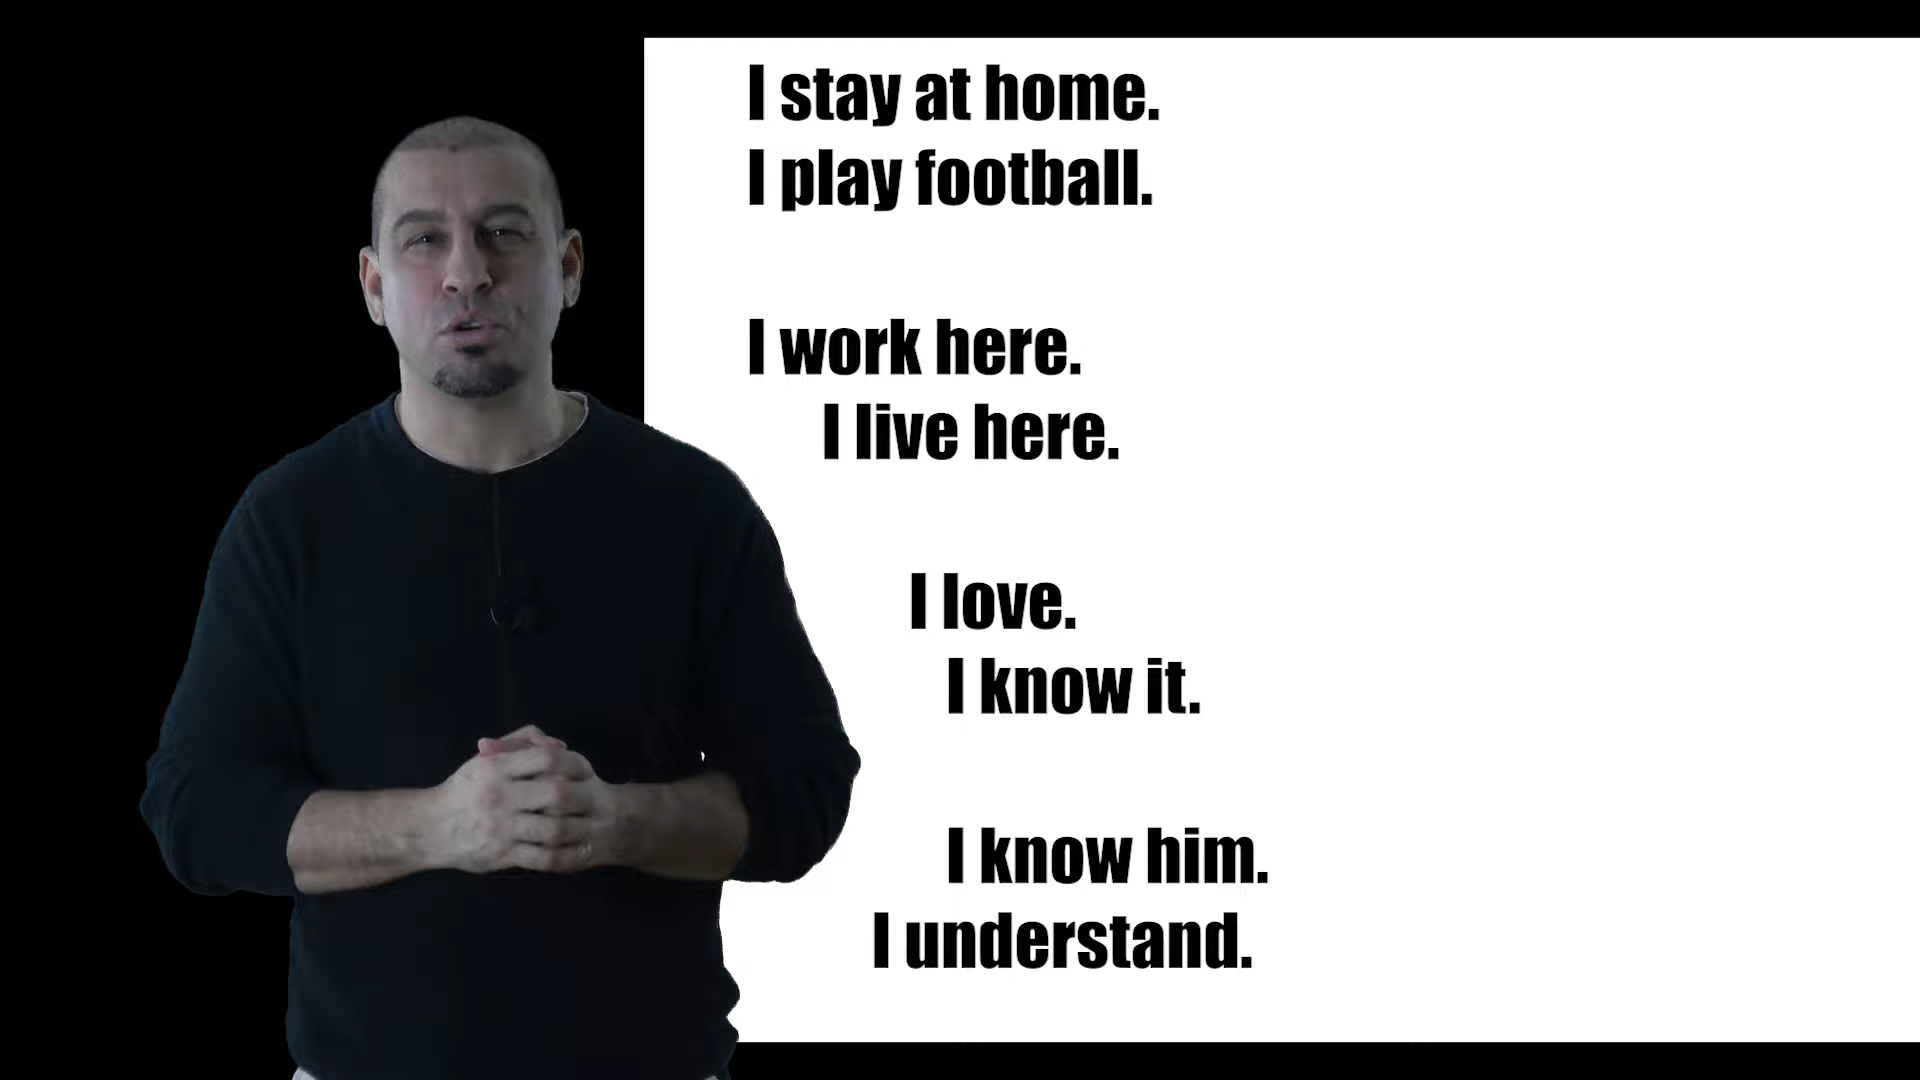 I stay at home.
I play football.
I work here.
I live here.
I love.
I know it.
I know him.
I understand.